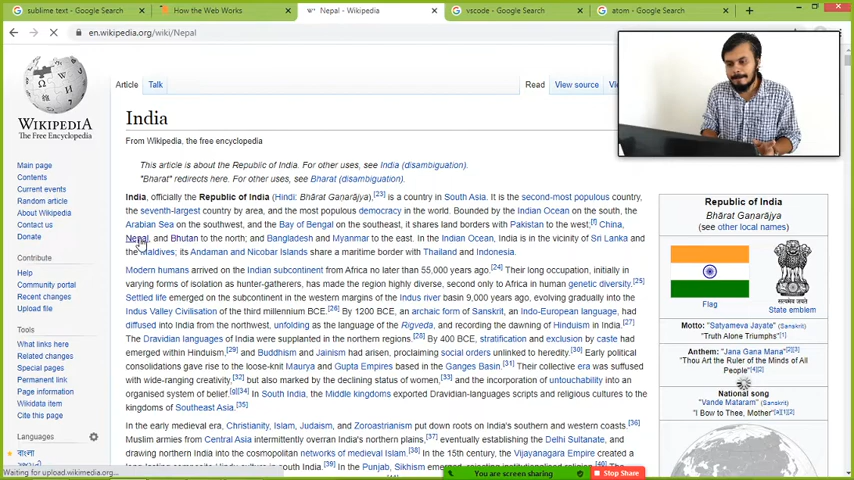 sublime text - Google Search
How the Web Works
Nepal - Wikipedia
vscode - Google Search
atom - Google Search
en.wikipedia.org/wiki/Nepal
WIKIPEDIA
The Free Encyclopedia
Main page
Contents
Current events
Random article
About Wikipedia
Contact us
Donate
Contribute
Help
Community portal
Recent changes
Upload file
Tools
What links here
Related changes
Special pages
Permanent link
Page information
Wikidata item
Cite this page
Languages
বাংলা
Article Talk
Read View source
India
From Wikipedia, the free encyclopedia
This article is about the Republic of India. For other uses, see India (disambiguation).
"Bharat" redirects here. For other uses, see Bharat (disambiguation).
India, officially the Republic of India (Hindi: Bhārat Gaṇarājya),[23] is a country in South Asia. It is the second-most populous country,
the seventh-largest country by area, and the most populous democracy in the world. Bounded by the Indian Ocean on the south, the
Arabian Sea on the southwest, and the Bay of Bengal on the southeast, it shares land borders with Pakistan to the west;[f] China,
Nepal, and Bhutan to the north; and Bangladesh and Myanmar to the east. In the Indian Ocean, India is in the vicinity of Sri Lanka and
the Maldives; its Andaman and Nicobar Islands share a maritime border with Thailand and Indonesia.
Modern humans arrived on the Indian subcontinent from Africa no later than 55,000 years ago.[24] Their long occupation, initially in
varying forms of isolation as hunter-gatherers, has made the region highly diverse, second only to Africa in human genetic diversity.[25]
Settled life emerged on the subcontinent in the western margins of the Indus river basin 9,000 years ago, evolving gradually into the
Indus Valley Civilisation of the third millennium BCE.[26] By 1200 BCE, an archaic form of Sanskrit, an Indo-European language, had
diffused into India from the northwest, unfolding as the language of the Rigveda, and recording the dawning of Hinduism in India.[27]
The Dravidian languages of India were supplanted in the northern regions.[28] By 400 BCE, stratification and exclusion by caste had
emerged within Hinduism,[29] and Buddhism and Jainism had arisen, proclaiming social orders unlinked to heredity.[30] Early political
consolidations gave rise to the loose-knit Maurya and Gupta Empires based in the Ganges Basin.[31] Their collective era was suffused
with wide-ranging creativity,[32] but also marked by the declining status of women,[33] and the incorporation of untouchability into an
organised system of belief.[g][34] In South India, the Middle kingdoms exported Dravidian-languages scripts and religious cultures to the
kingdoms of Southeast Asia.[35]
In the early medieval era, Christianity, Islam, Judaism, and Zoroastrianism put down roots on India's southern and western coasts.[36]
Muslim armies from Central Asia intermittently overran India's northern plains,[37] eventually establishing the Delhi Sultanate, and
drawing northern India into the cosmopolitan networks of medieval Islam.[38] In the 15th century, the Vijayanagara Empire created a
Republic of India
Bhārat Gaṇarājya
(see other local names)
Flag
State emblem
Motto: "Satyameva Jayate" (Sanskrit)
"Truth Alone Triumphs"[1]
Anthem: "Jana Gana Mana"[2][3]
"Thou Art the Ruler of the Minds of All
People"[4][2]
National song
"Vande Mataram" (Sanskrit)
"I Bow to Thee, Mother"
Waiting for upload.wikimedia.org...
You are screen sharing
Stop Share